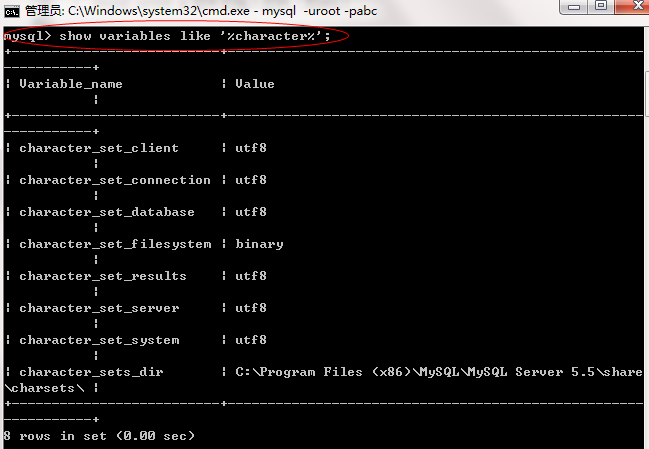 管理员: C:\Windows\system32\cmd.exe - mysql  -uroot -pabc
mysql> show variables like '%character%';
+--------------------------+----------------------------------------------------
-----------+
| Variable_name            | Value
           |
+--------------------------+----------------------------------------------------
-----------+
| character_set_client     | utf8
           |
| character_set_connection | utf8
           |
| character_set_database   | utf8
           |
| character_set_filesystem | binary
           |
| character_set_results    | utf8
           |
| character_set_server     | utf8
           |
| character_set_system     | utf8
           |
| character_sets_dir       | C:\Program Files (x86)\MySQL\MySQL Server 5.5\share
\charsets\ |
+--------------------------+----------------------------------------------------
-----------+
8 rows in set (0.00 sec)